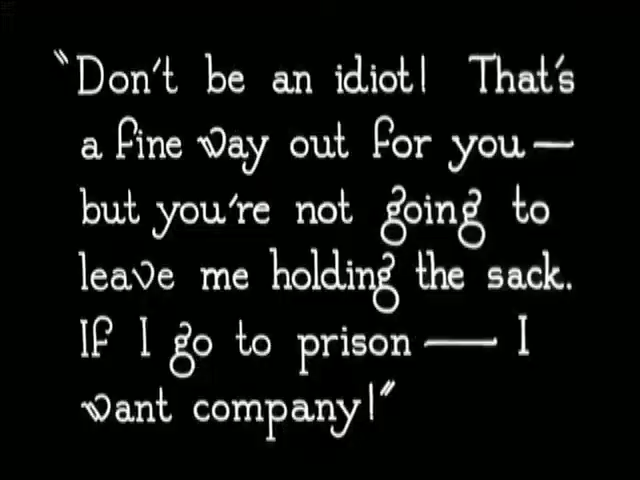 "Don't be an idiot! That's
a fine way out for you —
but you're not going to
leave me holding the sack.
If I go to prison — I
want company!"